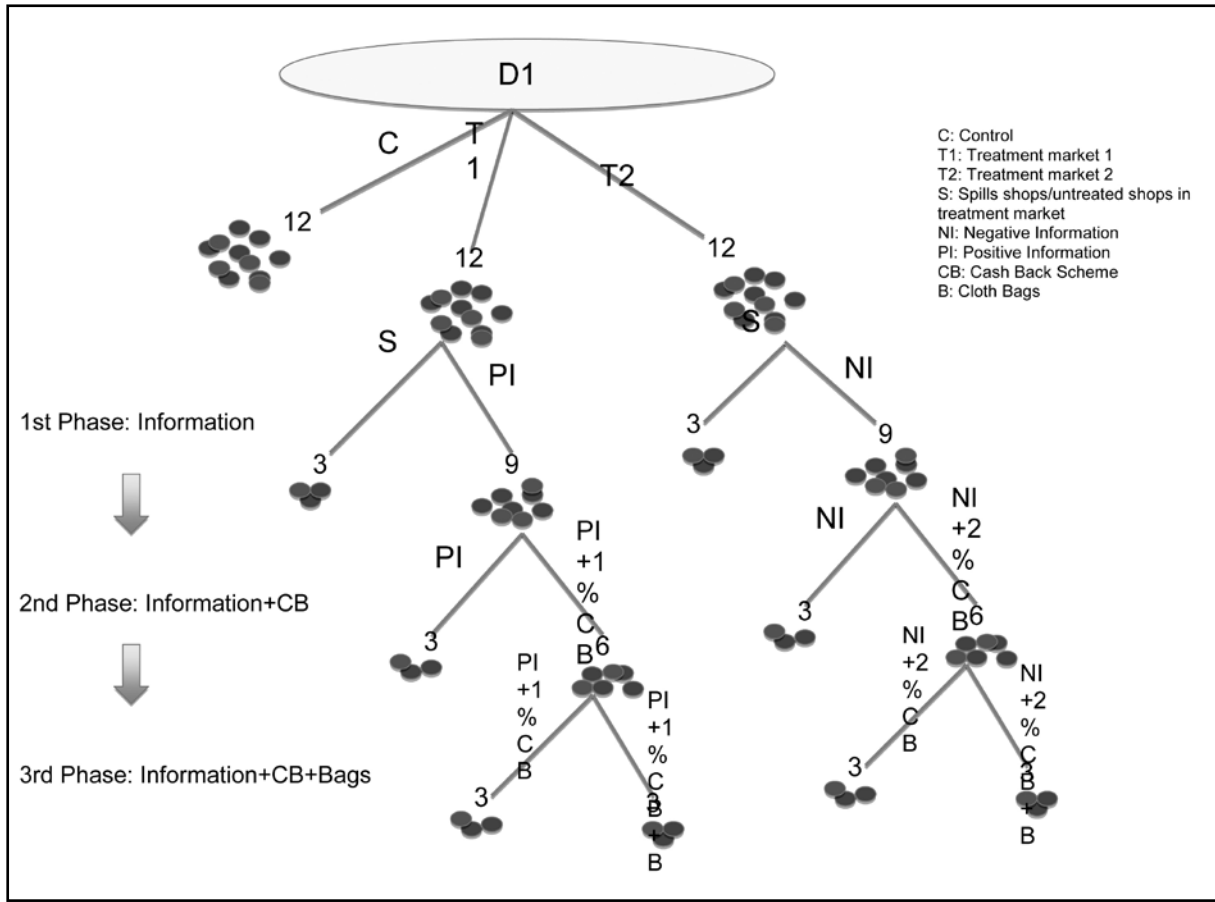 D1
C
T
1
T2
C: Control
T1: Treatment market 1
T2: Treatment market 2
S: Spills shops/untreated shops in
treatment market
NI: Negative Information
PI: Positive Information
CB: Cash Back Scheme
B: Cloth Bags
12
12
12
S
PI
S
NI
1st Phase: Information
3
9
3
9
PI
PI
+1
%
C
B
NI
NI
+2
%
C
B
2nd Phase: Information+CB
3
6
3
6
PI
+1
%
C
B
PI
+1
%
C
B
+
B
NI
+2
%
C
B
NI
+2
%
C
B
+
B
3rd Phase: Information+CB+Bags
3
3
3
3